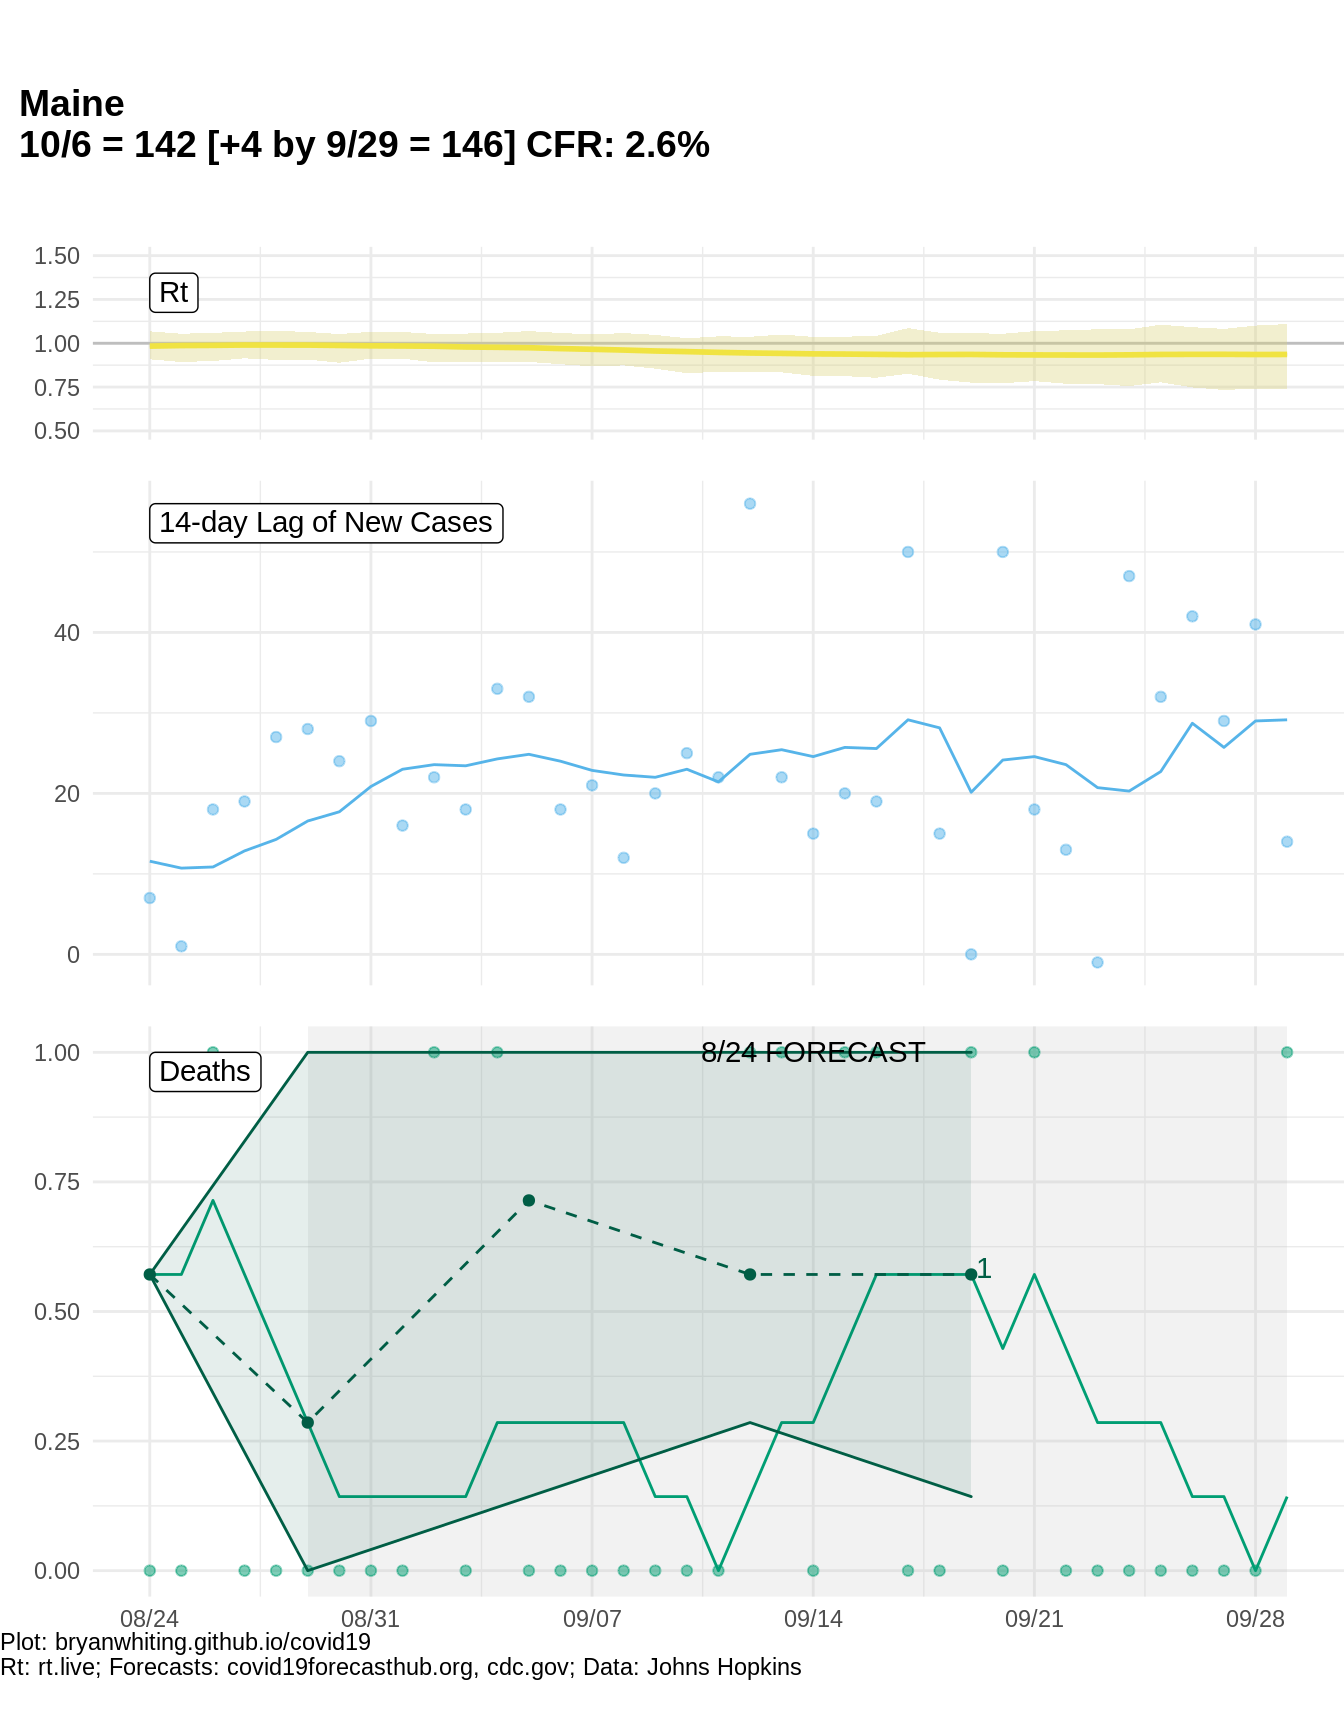 Maine
10/6 = 142 [+4 by 9/29 = 146] CFR: 2.6%
1.50
Rt
1.25
1.00
0.75
0.50
14-day Lag of New Cases
40
20
0
8/24 FORECAST
1.00
Deaths
0.75
1
0.50
0.25
0.00
08/24 08/31 09/07 09/14 09/21 09/28
Plot: bryanwhiting.github.io/covid19
Rt: rt.live; Forecasts: covid19forecasthub.org, cdc.gov; Data: Johns Hopkins